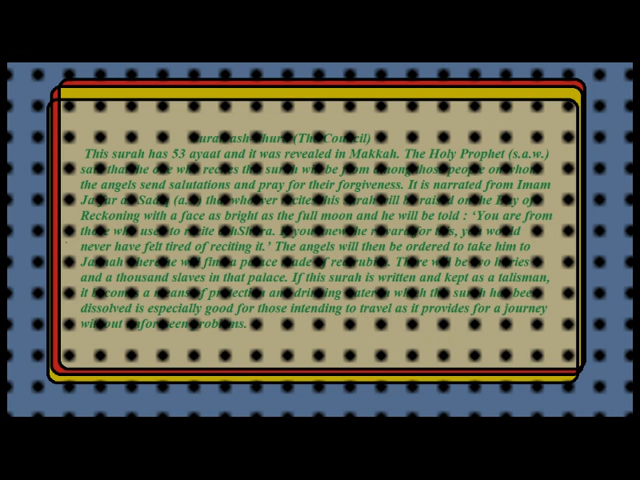 Surah ash-Shura (The Council)
This surah has 53 ayaat and it was revealed in Makkah. The Holy Prophet (s.a.w.)
said that the one who recites this surah will be from amongst those people on whom
the angels send salutations and pray for their forgiveness. It is narrated from Imam
Ja'far as-Sadiq (a.s.) that whoever recites this surah will be raised on the Day of
Reckoning with a face as bright as the full moon and he will be told : ‘You are from
those who used to recite ashShura. If you knew the reward for this, you would
never have felt tired of reciting it.’ The angels will then be ordered to take him to
Jannah where he will find a palace made of red rubies. There will be two
and a thousand slaves in that palace. If this surah is written and kept as a talisman,
it becomes a means of protection and drinking water in which this surah has been
dissolved is especially good for those intending to travel as it provides for a journey
without unforeseen problems.